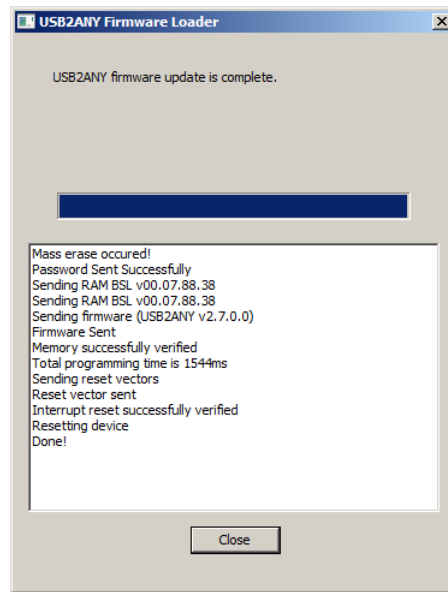 USB2ANY Firmware Loader
USB2ANY firmware update is complete.
Mass erase occured!
Password Sent Successfully
Sending RAM BSL v00.07.88.38
Sending RAM BSL v00.07.88.38
Sending firmware (USB2ANY v2.7.0.0)
Firmware Sent
Memory successfully verified
Total programming time is 1544ms
Sending reset vectors
Reset vector sent
Interrupt reset successfully verified
Resetting device
Done!
Close